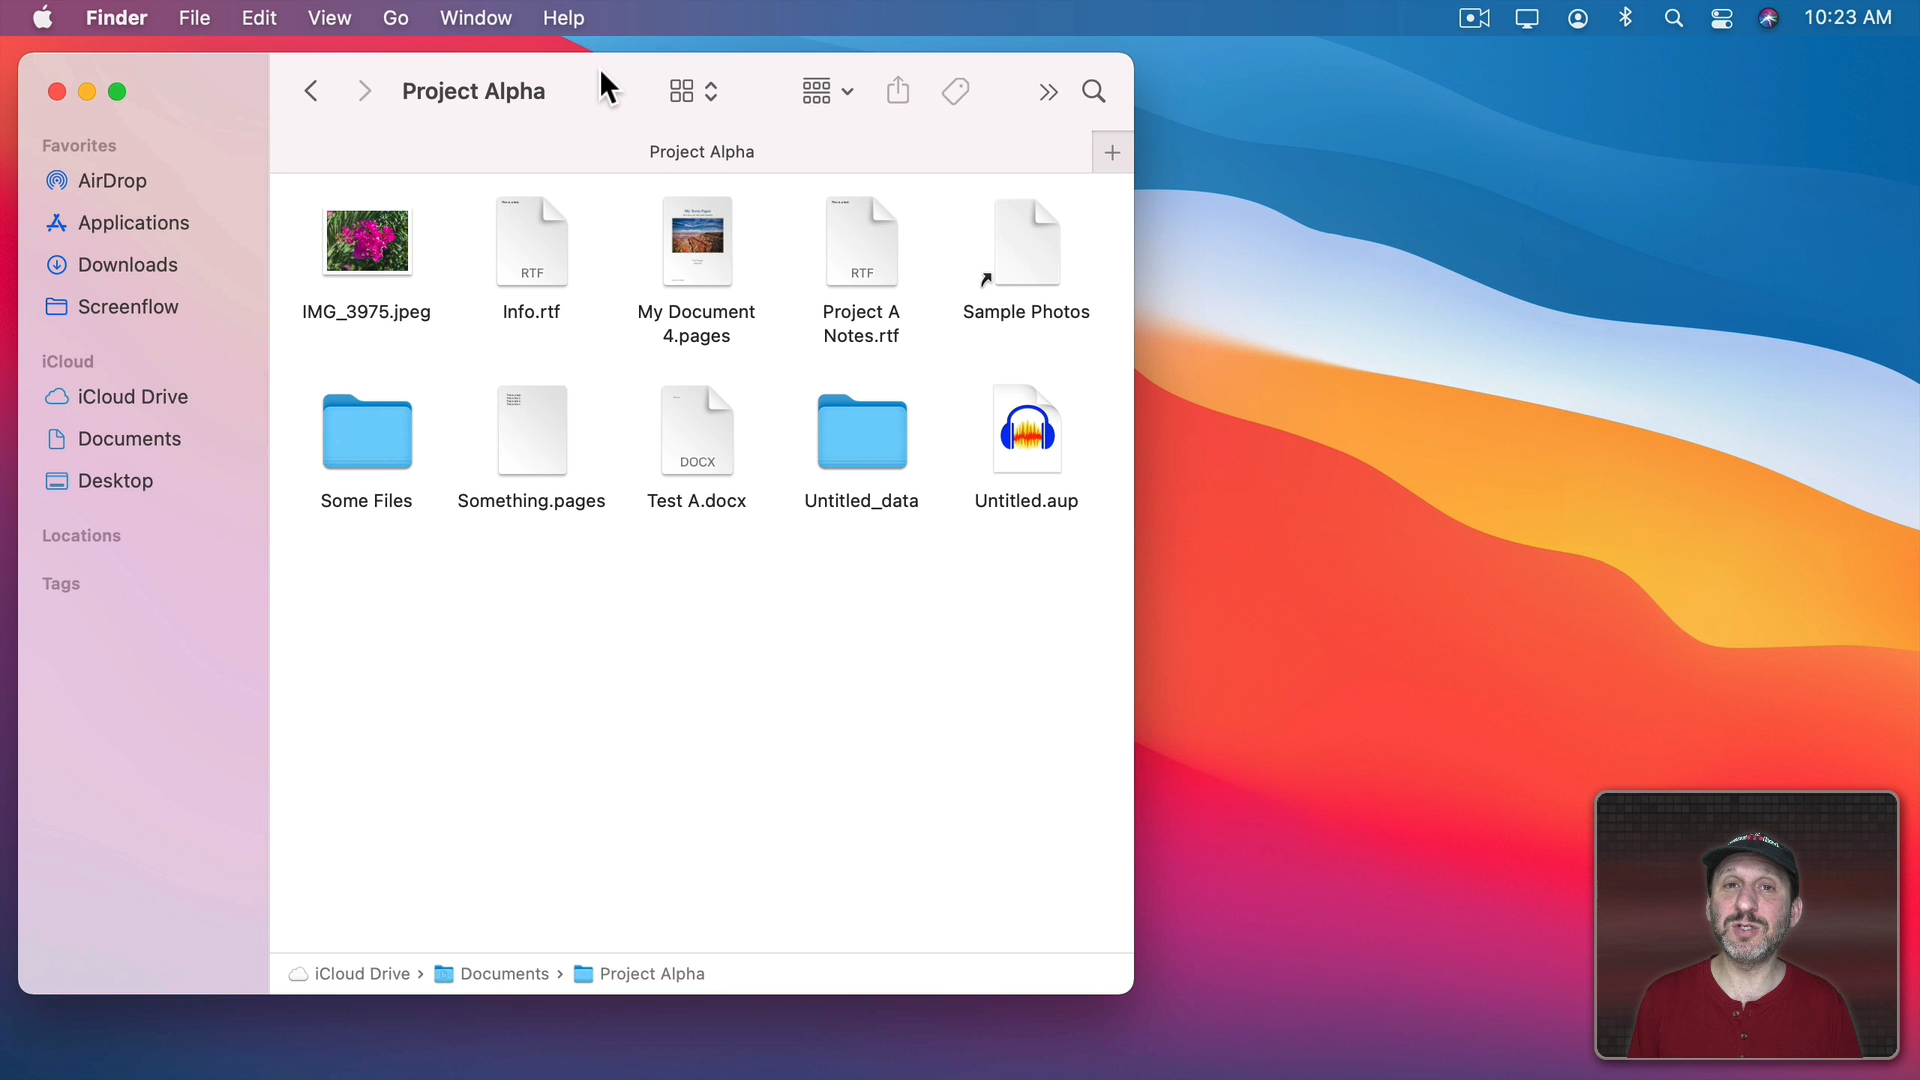 Finder File Edit View Go Window Help 10:23 AM
Project Alpha
Project Alpha
Favorites
AirDrop
Applications
Downloads
Screenflow
iCloud
iCloud Drive
Documents
Desktop
Locations
Tags
RTF
RTF
IMG_3975.jpeg
Info.rtf
My Document
4.pages
Project A
Notes.rtf
Sample Photos
DOCX
Some Files
Something.pages
Test A.docx
Untitled_data
Untitled.aup
iCloud Drive › Documents › Project Alpha